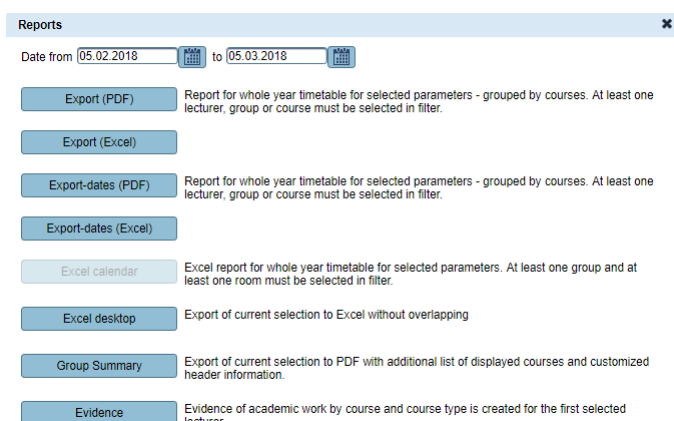 Reports
Date from 05.02.2018 to 05.03.2018
Export (PDF)
Report for whole year timetable for selected parameters - grouped by courses. At least one
lecturer, group or course must be selected in filter.
Export (Excel)
Export-dates (PDF)
Report for whole year timetable for selected parameters - grouped by courses. At least one
lecturer, group or course must be selected in filter.
Export-dates (Excel)
Excel calendar
Excel report for whole year timetable for selected parameters. At least one group and at
least one room must be selected in filter.
Excel desktop
Export of current selection to Excel without overlapping
Group Summary
Export of current selection to PDF with additional list of displayed courses and customized
header information.
Evidence
Evidence of academic work by course and course type is created for the first selected